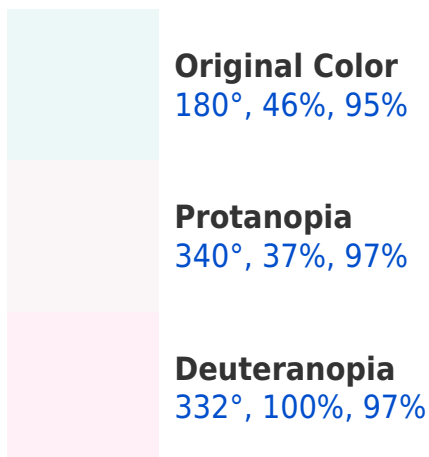 Original Color
180°, 46%, 95%
Protanopia
340°, 37%, 97%
Deuteranopia
332°, 100%, 97%